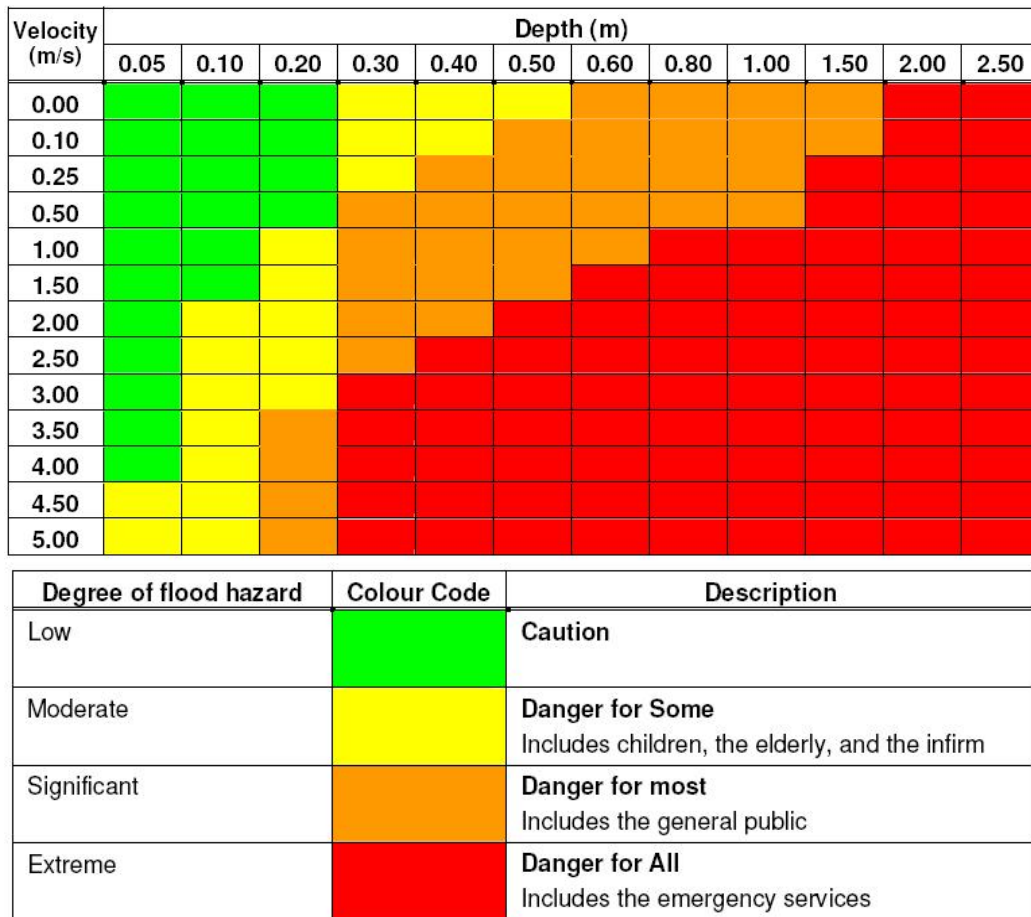 Velocity (m/s) Depth (m)
0.05 0.10 0.20 0.30 0.40 0.50 0.60 0.80 1.00 1.50 2.00 2.50
0.00
0.10
0.25
0.50
1.00
1.50
2.00
2.50
3.00
3.50
4.00
4.50
5.00
Degree of flood hazard Colour Code Description
Low Caution
Moderate Danger for Some
Includes children, the elderly, and the infirm
Significant Danger for most
Includes the general public
Extreme Danger for All
Includes the emergency services